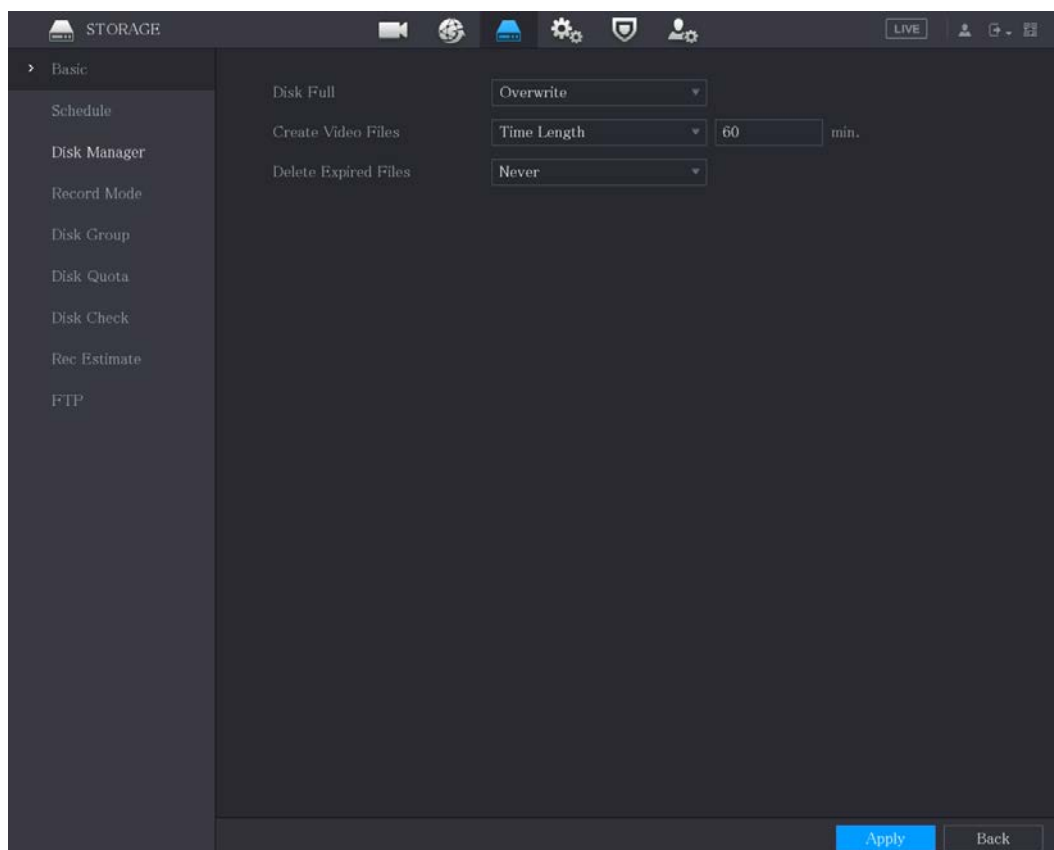 STORAGE
LIVE
Basic
Schedule
Disk Manager
Record Mode
Disk Group
Disk Quota
Disk Check
Rec Estimate
FTP
Disk Full Overwrite
Create Video Files Time Length 60 min.
Delete Expired Files Never
Apply Back